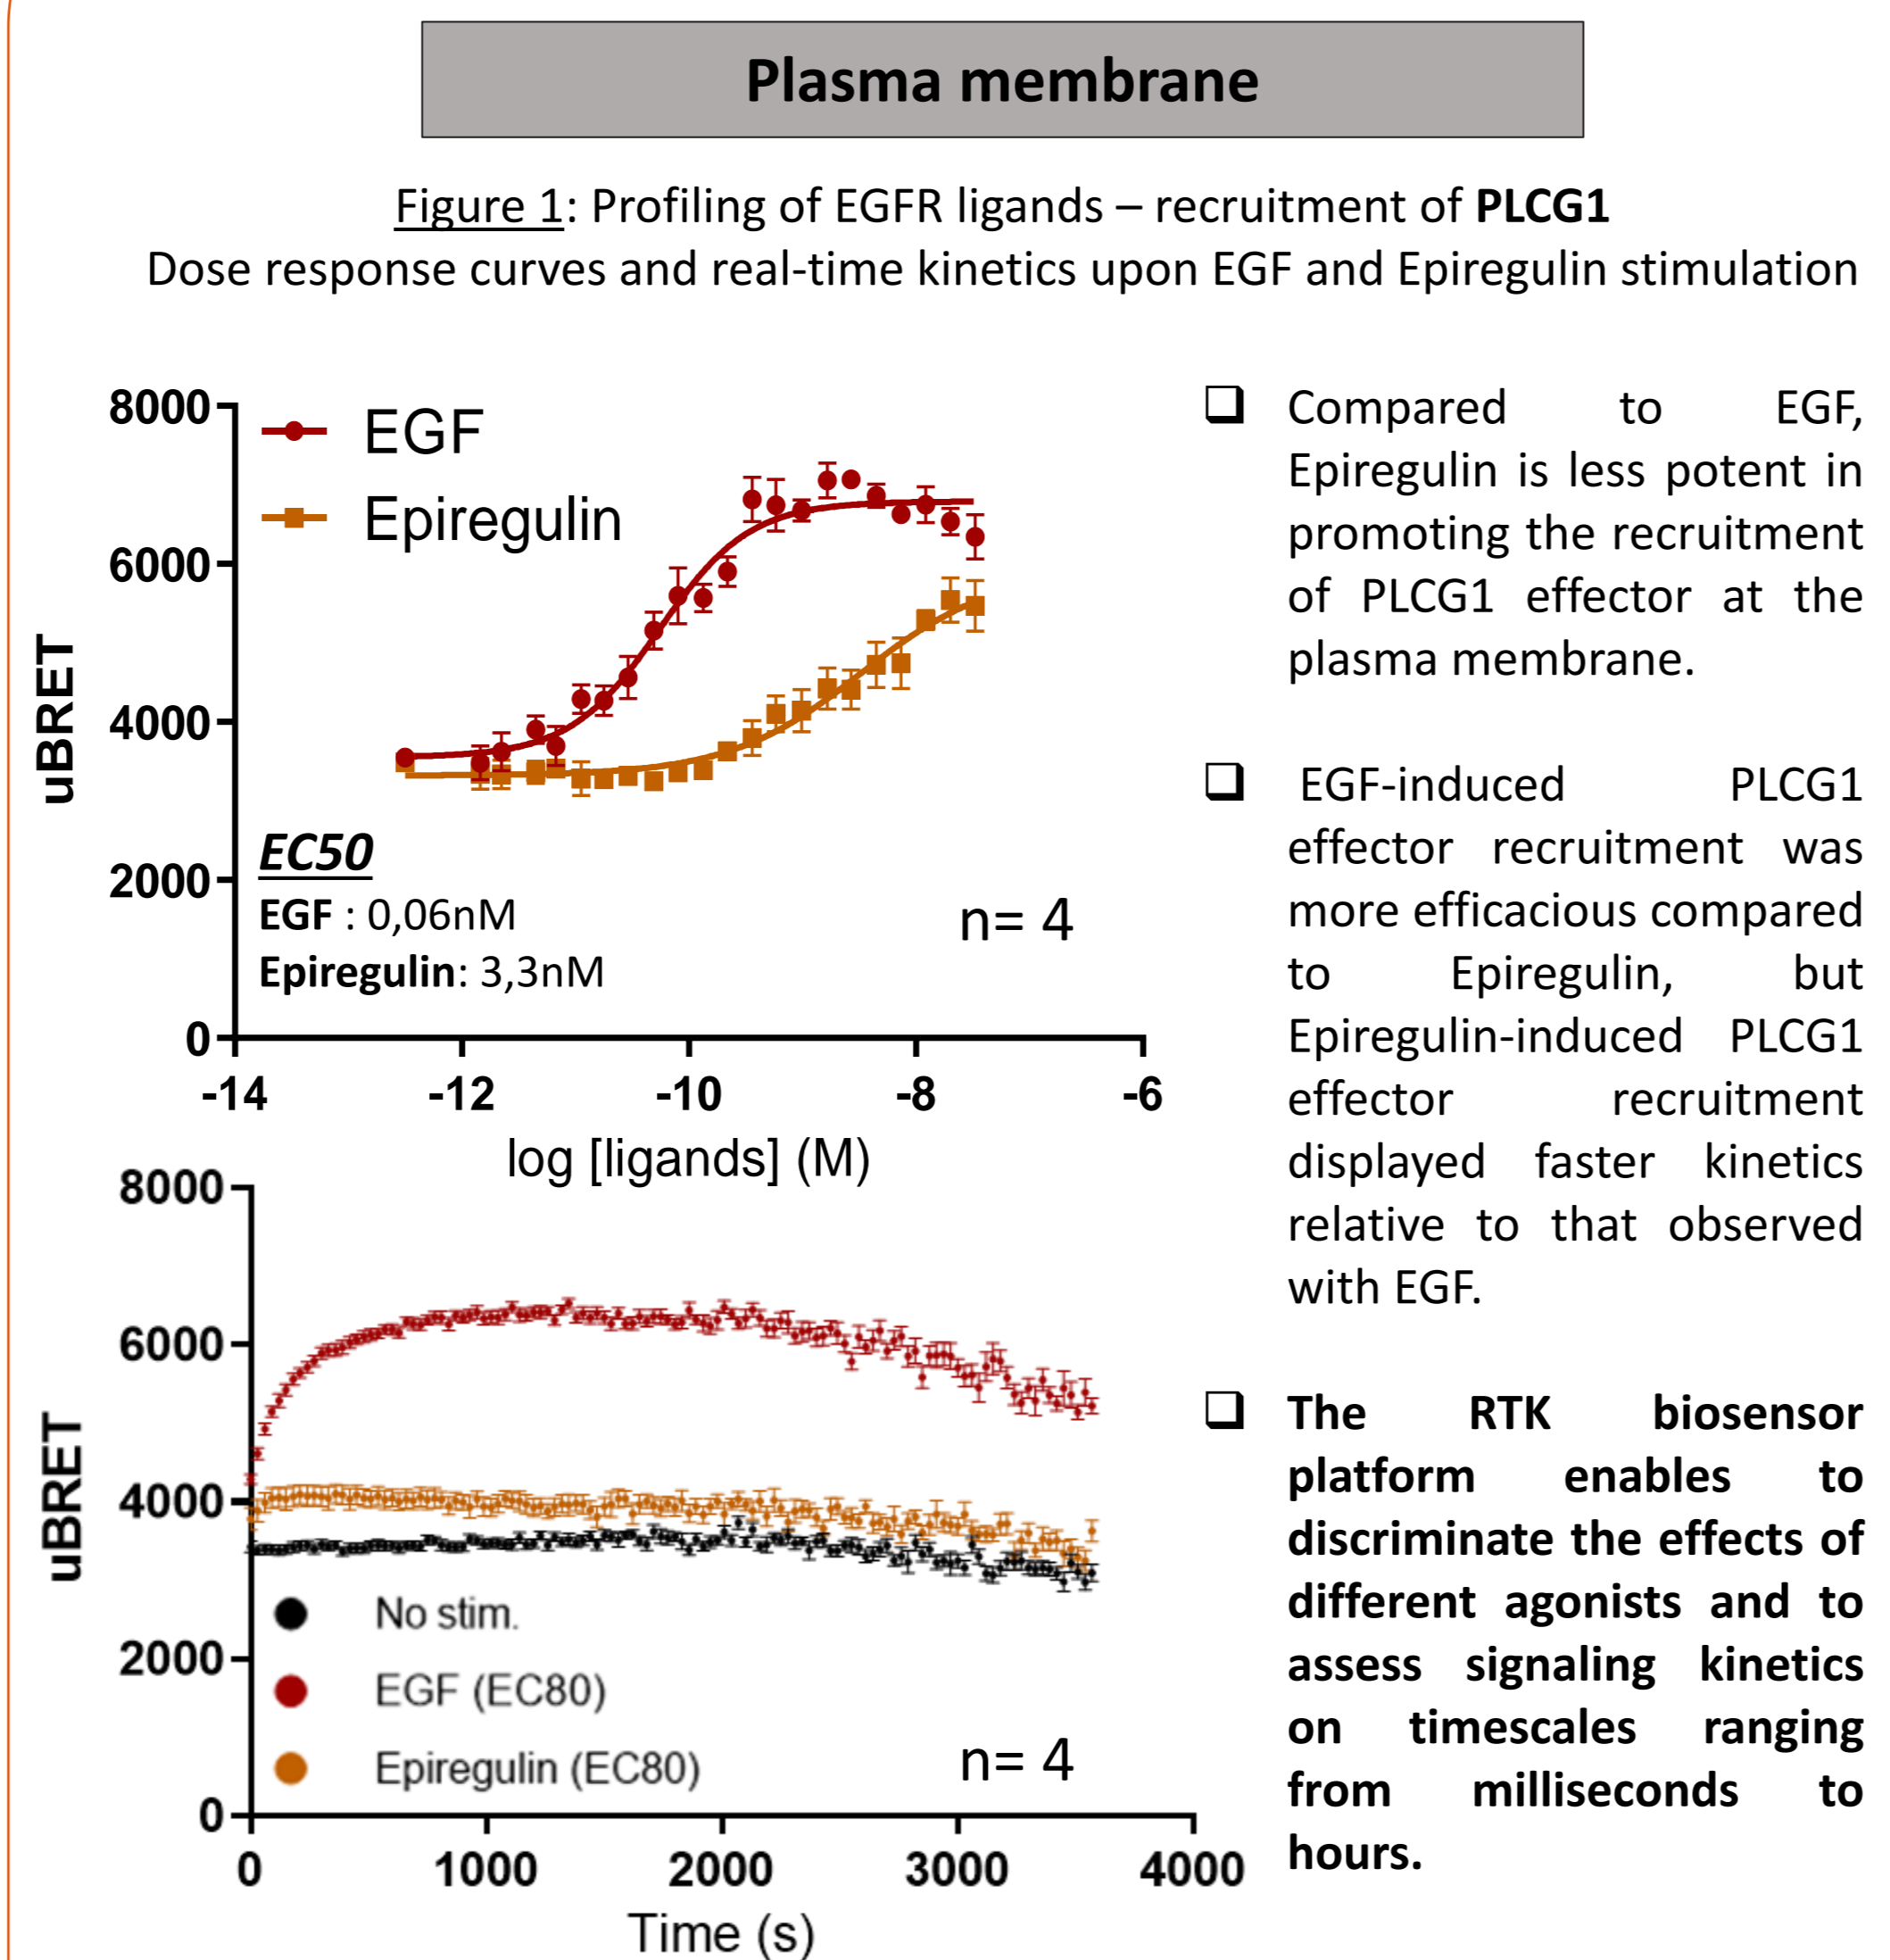 Plasma membrane
Figure 1: Profiling of EGFR ligands – recruitment of PLCG1
Dose response curves and real-time kinetics upon EGF and Epiregulin stimulation
8000
6000
4000
2000
0
uBRET
EGF
Epiregulin
EC50
EGF : 0,06nM
Epiregulin: 3,3nM
n= 4
-14 -12 -10 -8 -6
log [ligands] (M)
8000
6000
4000
2000
0
uBRET
No stim.
EGF (EC80)
Epiregulin (EC80)
n= 4
0 1000 2000 3000 4000
Time (s)
❑ Compared to EGF,
Epiregulin is less potent in
promoting the recruitment
of PLCG1 effector at the
plasma membrane.
❑ EGF-induced PLCG1
effector recruitment was
more efficacious compared
to Epiregulin, but
Epiregulin-induced PLCG1
effector recruitment
displayed faster kinetics
relative to that observed
with EGF.
❑ The RTK biosensor
platform enables to
discriminate the effects of
different agonists and to
assess signaling kinetics
on timescales ranging
from milliseconds to
hours.